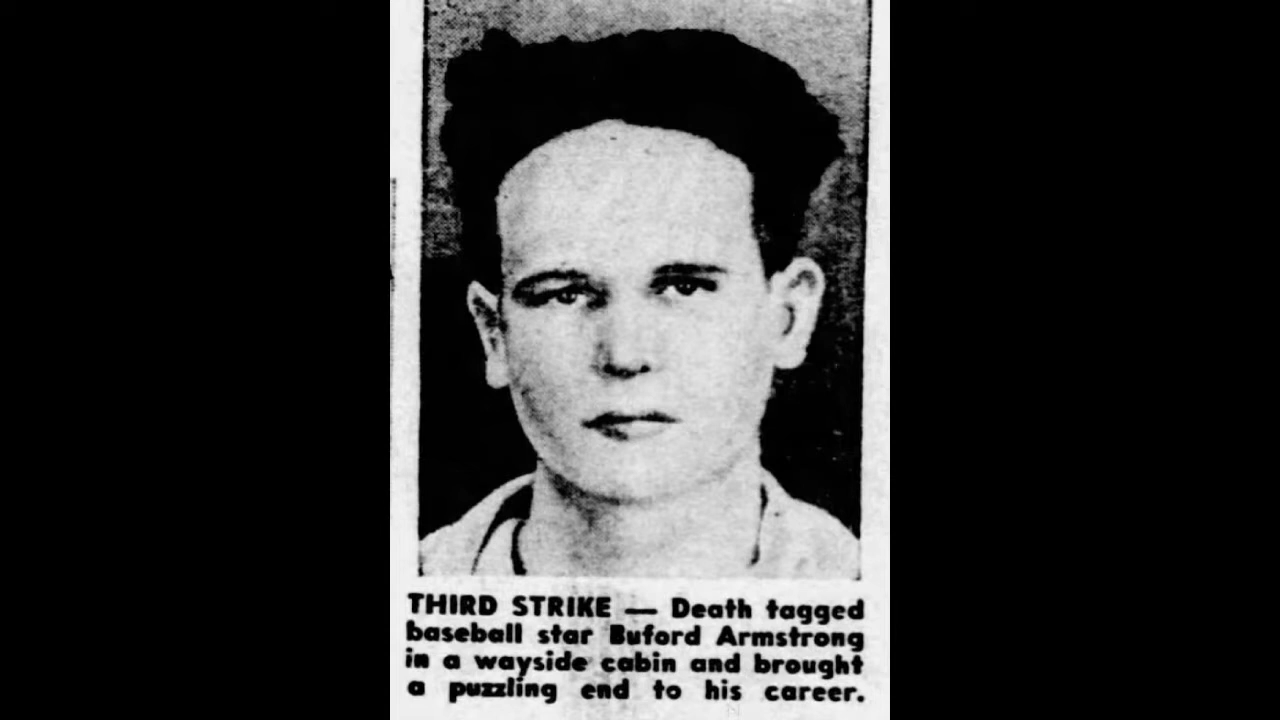 THIRD STRIKE — Death tagged
baseball star Buford Armstrong
in a wayside cabin and brought
a puzzling end to his career.